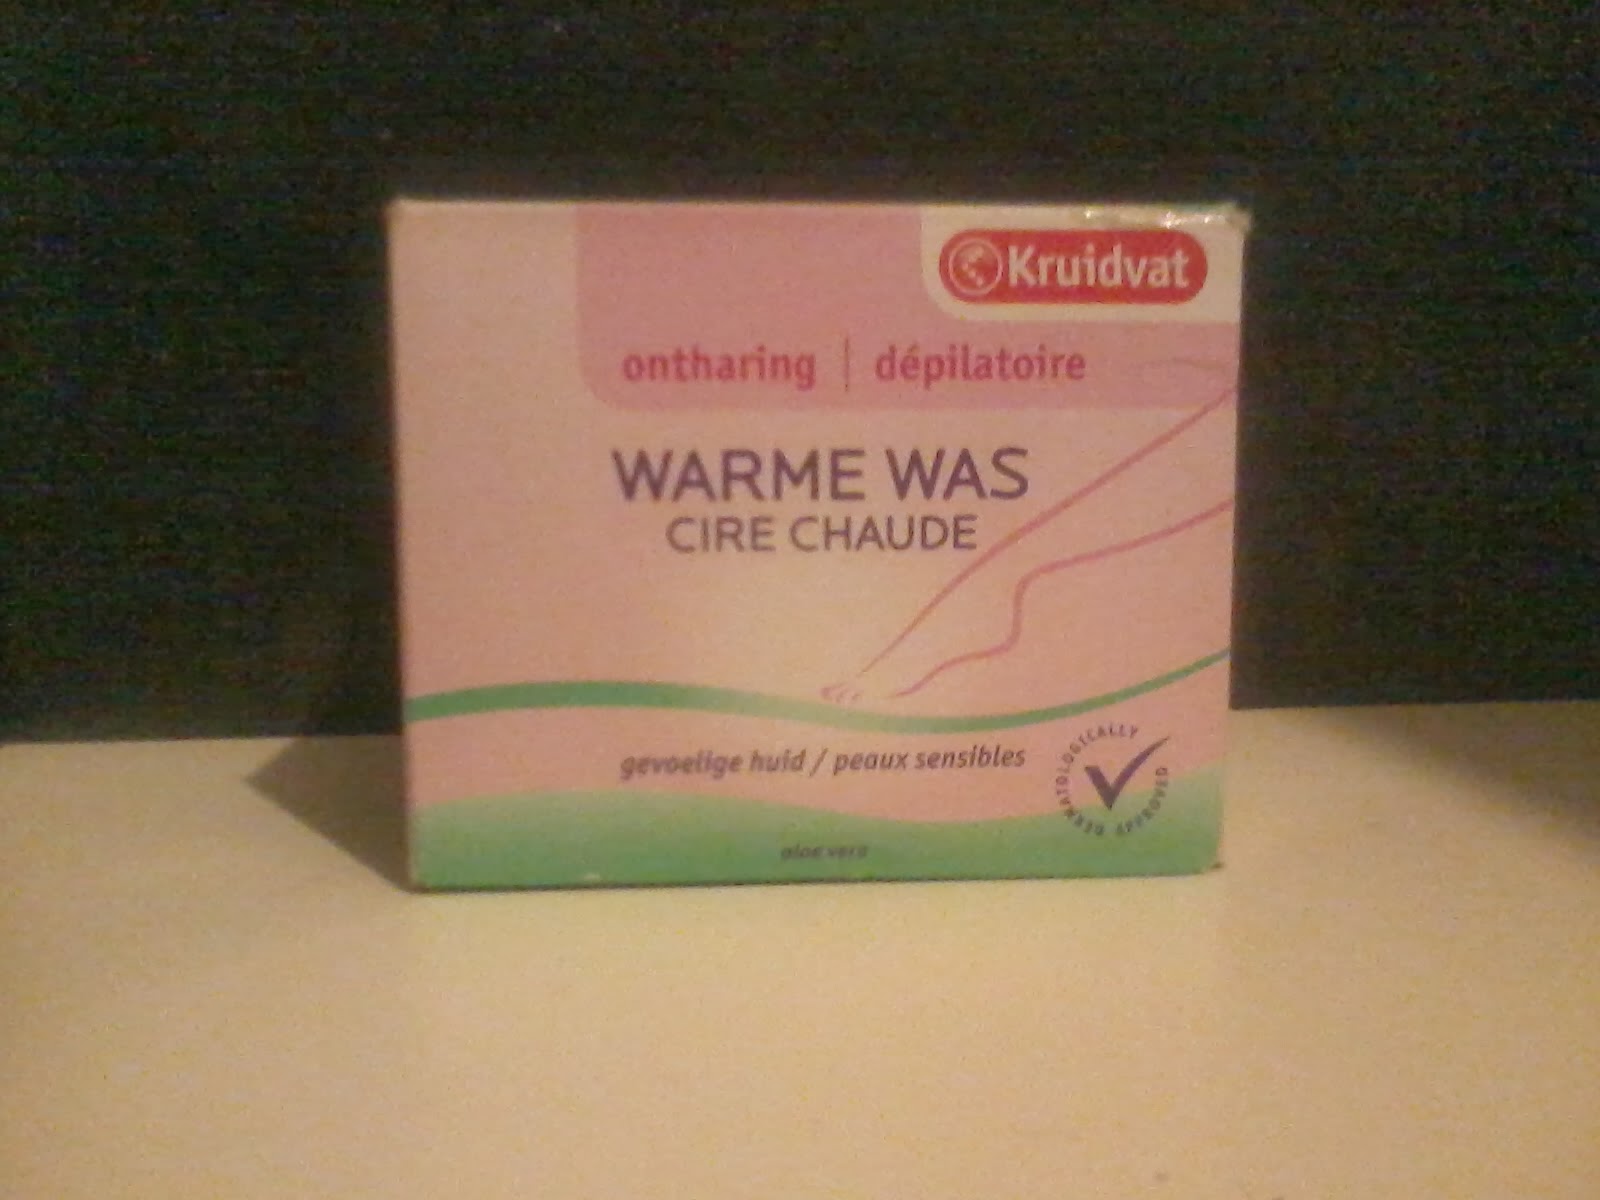 Kruidvat
ontharing | dépilatoire
WARME WAS
CIRE CHAUDE
gevoelige huid / peaux sensibles
DERMATOLOGICALLY APPROVED
aloe vera